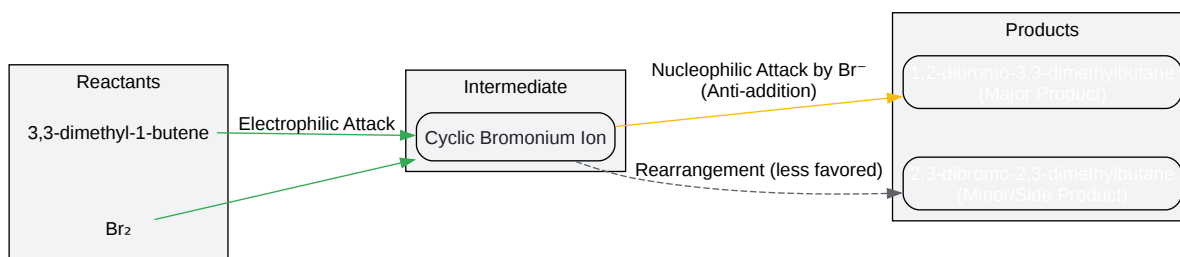 Reactants
3,3-dimethyl-1-butene
Br₂
Electrophilic Attack
Intermediate
Cyclic Bromonium Ion
Nucleophilic Attack by Br⁻
(Anti-addition)
Rearrangement (less favored)
Products
1,2-dibromo-3,3-dimethylbutane
(Major Product)
2,3-dibromo-2,3-dimethylbutane
(Minor/Side Product)